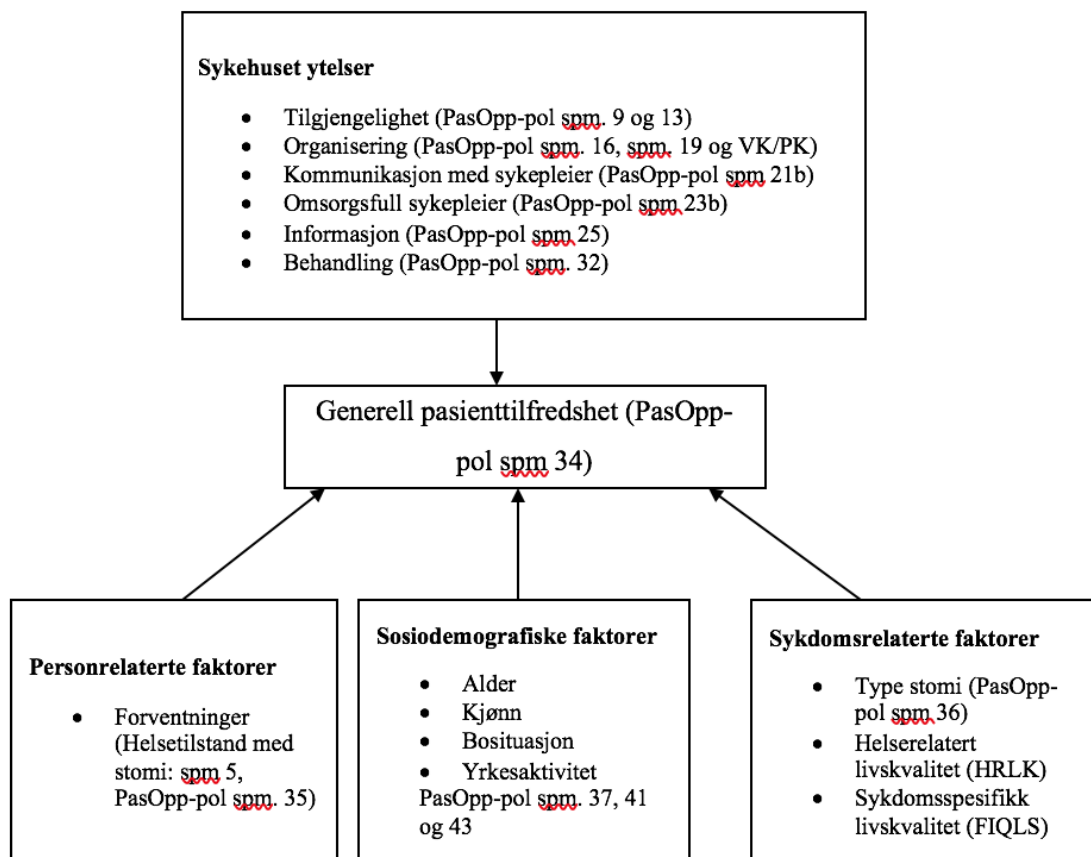 Sykehuset ytelser
• Tilgjengelighet (PasOpp-pol spm. 9 og 13)
• Organisering (PasOpp-pol spm. 16, spm. 19 og VK/PK)
• Kommunikasjon med sykepleier (PasOpp-pol spm 21b)
• Omsorgsfull sykepleier (PasOpp-pol spm 23b)
• Informasjon (PasOpp-pol spm 25)
• Behandling (PasOpp-pol spm. 32)
Generell pasienttilfredshet (PasOpp-
pol spm 34)
Personrelaterte faktorer
• Forventninger
(Helsetilstand med
stomi: spm 5,
PasOpp-pol spm. 35)
Sosiodemografiske faktorer
• Alder
• Kjønn
• Bosituasjon
• Yrkesaktivitet
PasOpp-pol spm. 37, 41
og 43
Sykdomsrelaterte faktorer
• Type stomi (PasOpp-
pol spm 36)
• Helserelatert
livskvalitet (HRLK)
• Sykdomsspesifikk
livskvalitet (FIQLS)